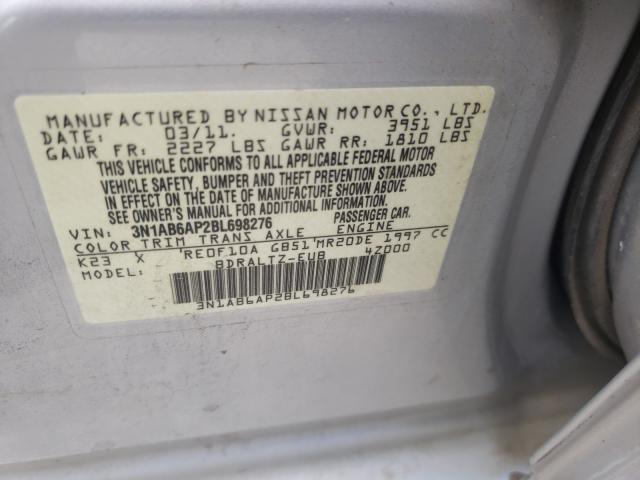 MANUFACTURED BY NISSAN MOTOR CO., LTD.
DATE: 03/11. GVWR: 3951 LBS
GAWR FR: 2227 LBS GAWR RR: 1810 LBS
THIS VEHICLE CONFORMS TO ALL APPLICABLE FEDERAL MOTOR
VEHICLE SAFETY, BUMPER AND THEFT PREVENTION STANDARDS
IN EFFECT ON THE DATE OF MANUFACTURE SHOWN ABOVE.
SEE OWNER'S MANUAL FOR ADDITIONAL INFORMATION
VIN: 3N1AB6AP2BL698276 PASSENGER CAR.
COLOR TRIM TRANS AXLE ENGINE
K23 X RE0F10A GB51 MR20DE 1997 CC
MODEL: BDRALTZ-EUB 4Z000
3N1AB6AP2BL698276